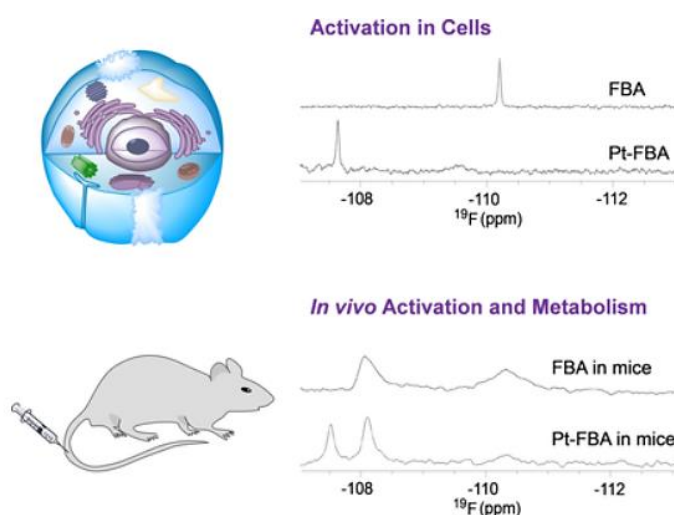 Activation in Cells
FBA
Pt-FBA
-108 -110 -112
¹⁹F (ppm)
In vivo Activation and Metabolism
FBA in mice
Pt-FBA in mice
-108 -110 -112
¹⁹F (ppm)